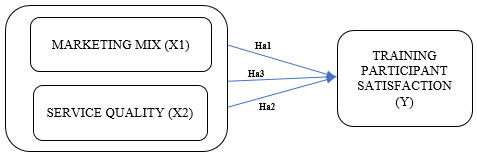 MARKETING MIX (X1)
SERVICE QUALITY (X2)
Ha1
Ha3
Ha2
TRAINING
PARTICIPANT
SATISFACTION
(Y)